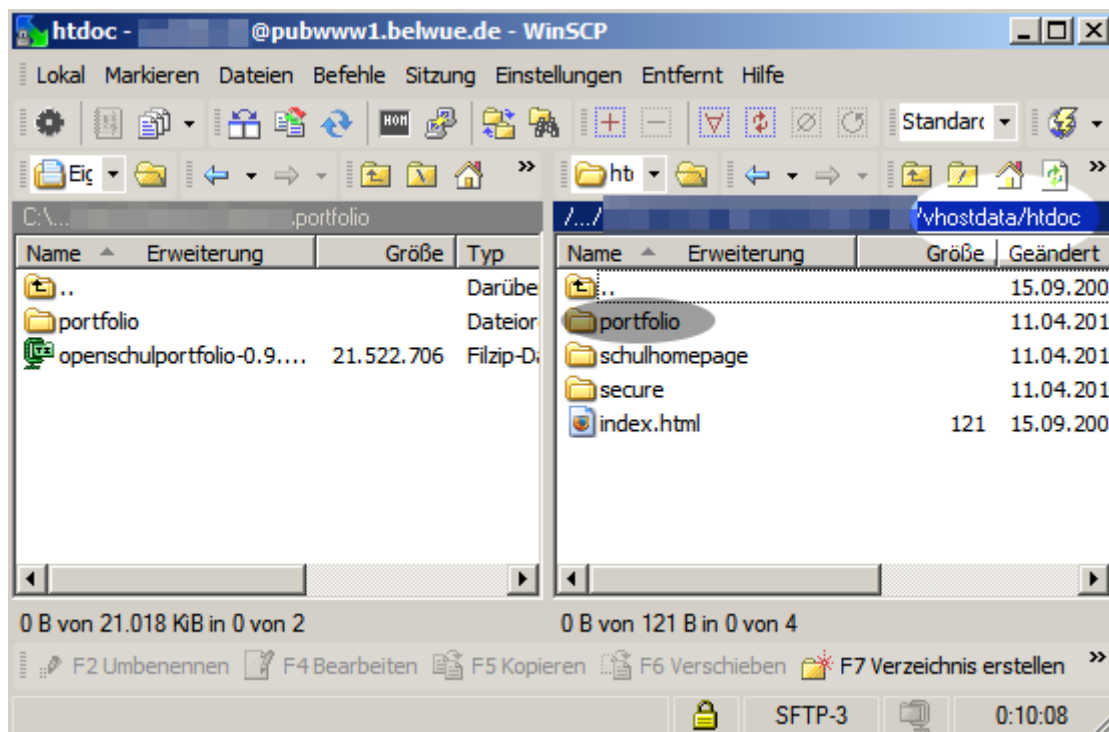 htdoc - @pubwww1.belwue.de - WinSCP
Lokal Markieren Dateien Befehle Sitzung Einstellungen Entfernt Hilfe
Standarc
Eig htc
C:\... .portfolio /.../ /vhostdata/htdoc
Name Erweiterung Größe Typ Name Erweiterung Größe Geändert
.. Darübe .. 15.09.200
portfolio Dateior portfolio 11.04.201
openschulportfolio-0.9.... 21.522.706 Filzip-Da schulhomepage 11.04.201
secure 11.04.201
index.html 121 15.09.200
0 B von 21.018 KiB in 0 von 2 0 B von 121 B in 0 von 4
F2 Umbenennen F4 Bearbeiten F5 Kopieren F6 Verschieben F7 Verzeichnis erstellen
SFTP-3 0:10:08